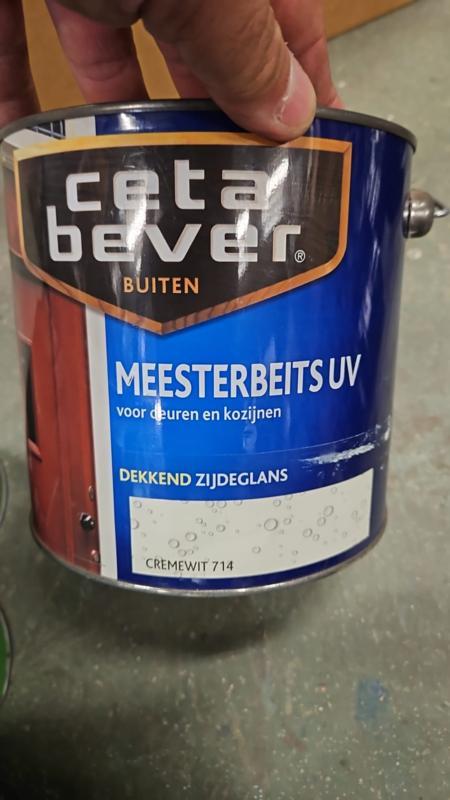 ceta
bever®
BUITEN
MEESTERBEITS UV
voor deuren en kozijnen
DEKKEND ZIJDEGLANS
CREMEWIT 714